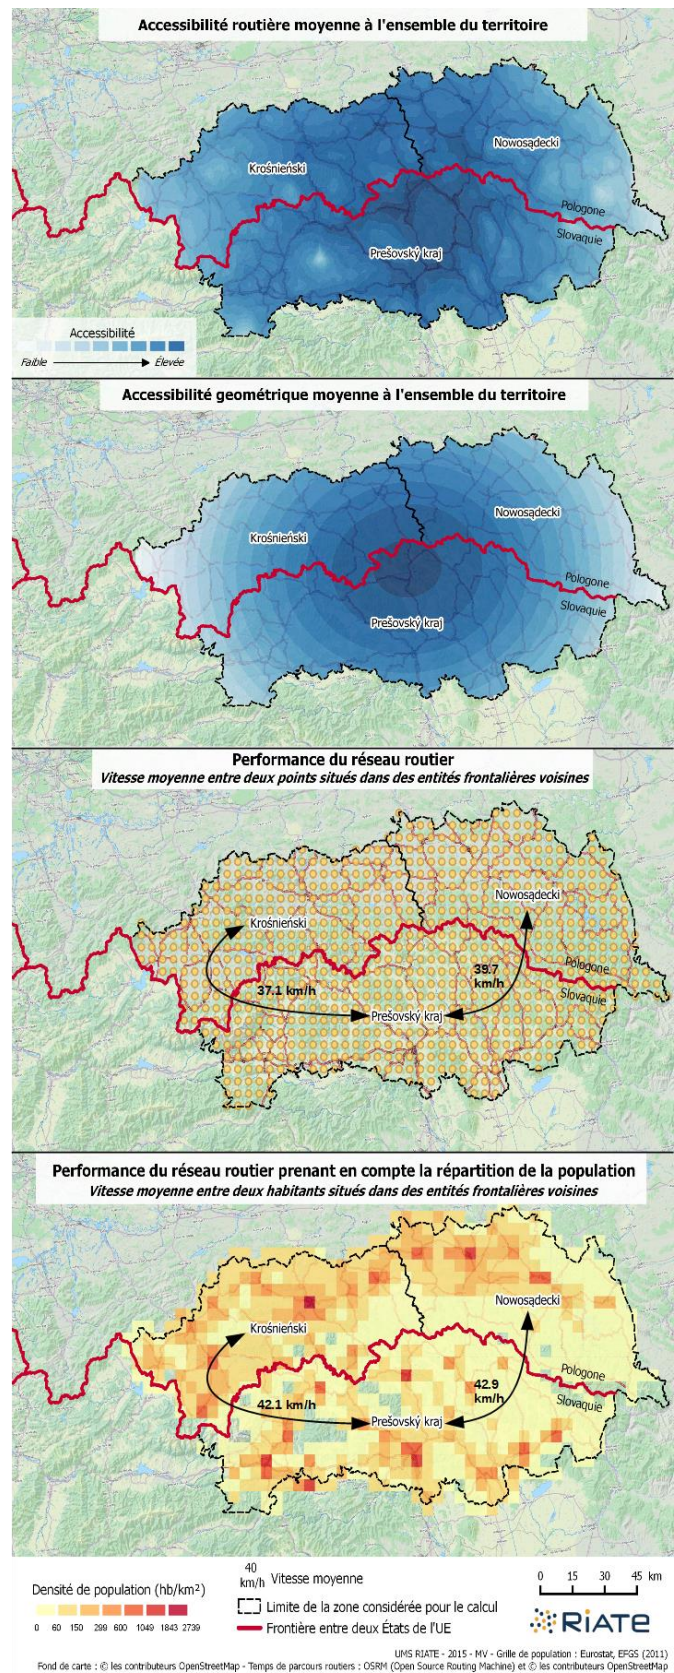 Accessibilité routière moyenne à l'ensemble du territoire
Nowosądecki
Krośnieński
Pologone
Slovaquie
Prešovský kraj
Accessibilité
Faible
Élevée
Accessibilité geométrique moyenne à l'ensemble du territoire
Nowosądecki
Krośnieński
Pologone
Slovaquie
Prešovský kraj
Performance du réseau routier
Vitesse moyenne entre deux points situés dans des entités frontalières voisines
Nowosądecki
Krośnieński
Pologone
39.7
km/h
37.1 km/h
Slovaquie
Prešovský kraj
Performance du réseau routier prenant en compte la répartition de la population
Vitesse moyenne entre deux habitants situés dans des entités frontalières voisines
Nowosądecki
Krośnieński
Pologone
42.9
km/h
42.1 km/h
Slovaquie
Prešovský kraj
Densité de population (hb/km²)
0 60 150 299 600 1049 1843 2739
40
km/h Vitesse moyenne
Limite de la zone considérée pour le calcul
Frontière entre deux États de l'UE
0 15 30 45 km
RIATE
UMS RIATE - 2015 - MV - Grille de population : Eurostat, EFGS (2011)
Fond de carte : © les contributeurs OpenStreetMap - Temps de parcours routiers : OSRM (Open Source Routing Machine) et © les contributeurs OpenStreetMap